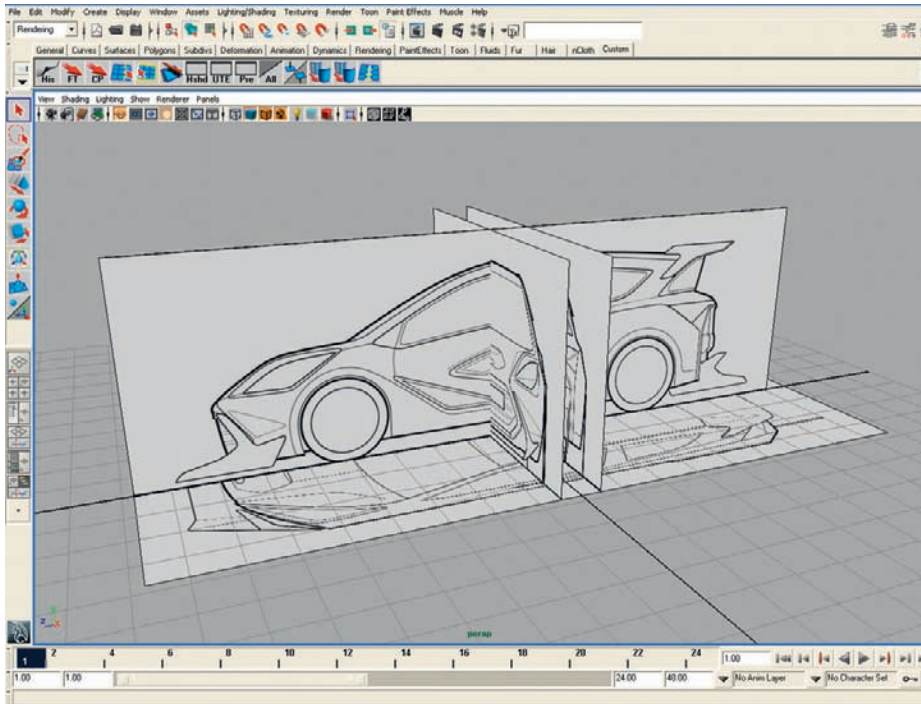 File Edit Modify Create Display Window Assets Lighting/Shading Texturing Render Toon Paint Effects Muscle Help
Rendering
General Curves Surfaces Polygons Subdivs Deformation Animation Dynamics Rendering PaintEffects Toon Fluids Fur Hair nCloth Custom
His FT CP Hshd UTE Pse All
View Shading Lighting Show Renderer Panels
persp
1 2 4 6 8 10 12 14 16 18 20 22 24 1.00
1.00 1.00 24.00 48.00 No Anim Layer No Character Set